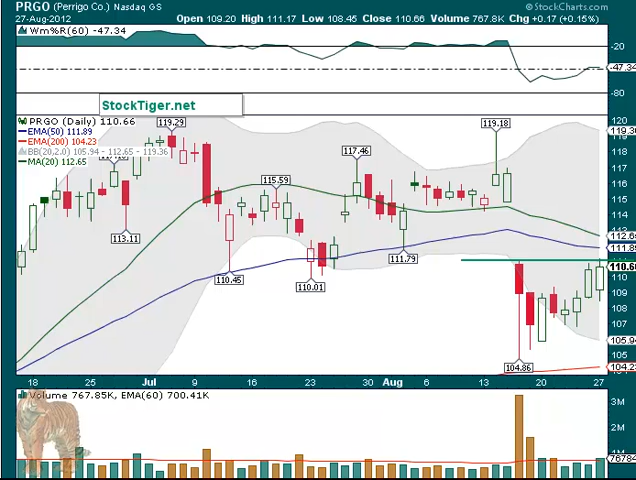 PRGO (Perrigo Co.) Nasdaq GS
© StockCharts.com
27-Aug-2012
Open 109.20 High 111.17 Low 108.45 Close 110.66 Volume 767.8K Chg +0.17 (+0.15%)
Wm%R(60) -47.34
-20
-47.34
-80
StockTiger.net
PRGO (Daily) 110.66
EMA(50) 111.89
EMA(200) 104.23
BB(20,2.0) 105.94 - 112.65 - 119.36
MA(20) 112.65
119.29
119.18
117.46
115.59
113.11
111.79
110.45
110.01
104.86
120
118
117
116
115
114
113
110
109
108
107
105
104.23
18 25 Jul 9 16 23 30 Aug 6 13 20 27
Volume 767.85K, EMA(60) 700.41K
3M
2M
1M